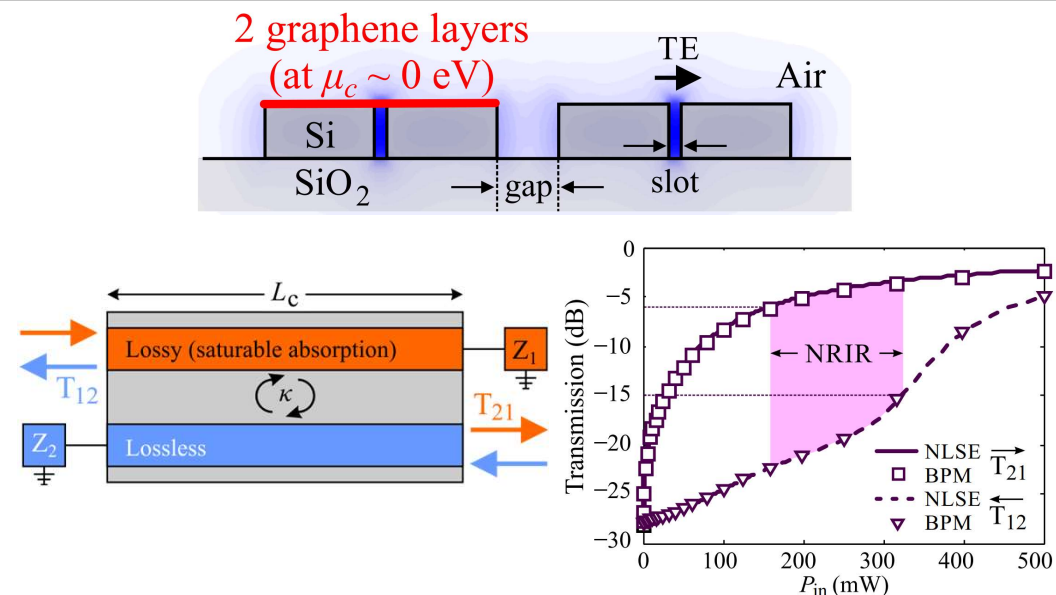 2 graphene layers
(at μc ~ 0 eV)
TE
Air
Si
SiO2
gap
slot
Lc
Lossy (saturable absorption)
Z1
T12
κ
T21
Z2
Lossless
Transmission (dB)
0
−5
−10
−15
−20
−25
−30
NRIR
NLSE
BPM
T21
NLSE
BPM
T12
0 100 200 300 400 500
Pin (mW)